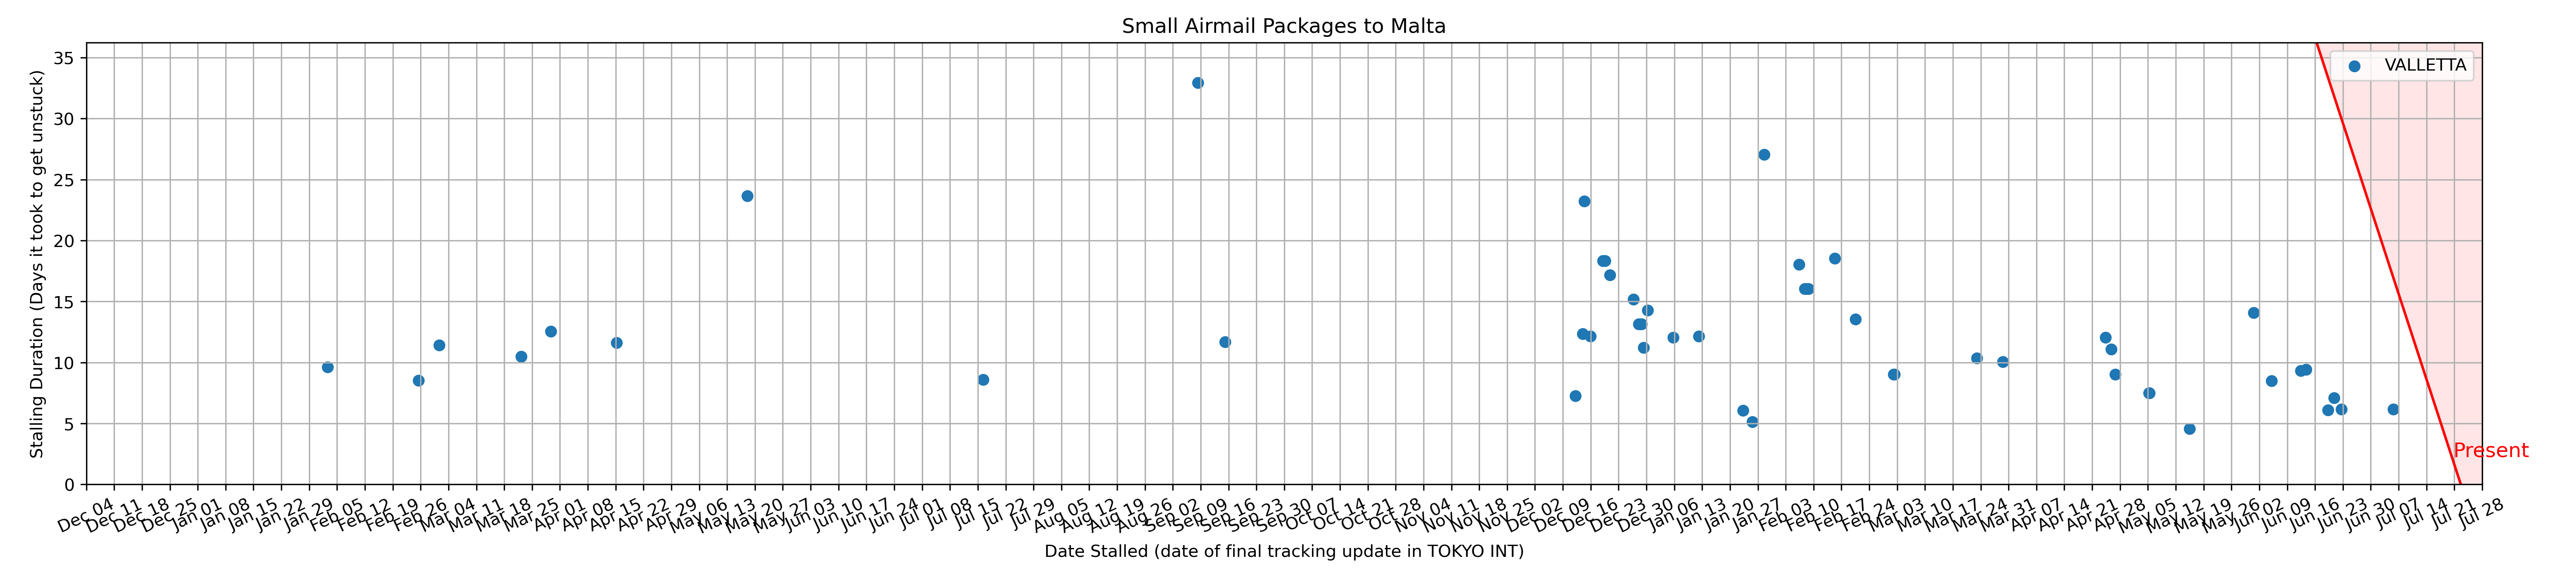 Small Airmail Packages to Malta
VALLETTA
Present
Stalling Duration (Days it took to get unstuck)
35
30
25
20
15
10
5
0
Dec 04
Dec 11
Dec 18
Dec 25
Jan 01
Jan 08
Jan 15
Jan 22
Jan 29
Feb 05
Feb 12
Feb 19
Feb 26
Mar 04
Mar 11
Mar 18
Mar 25
Apr 01
Apr 08
Apr 15
Apr 22
Apr 29
May 06
May 13
May 20
May 27
Jun 03
Jun 10
Jun 17
Jun 24
Jul 01
Jul 08
Jul 15
Jul 22
Jul 29
Aug 05
Aug 12
Aug 19
Aug 26
Sep 02
Sep 09
Sep 16
Sep 23
Sep 30
Oct 07
Oct 14
Oct 21
Oct 28
Nov 04
Nov 11
Nov 18
Nov 25
Dec 02
Dec 09
Dec 16
Dec 23
Dec 30
Jan 06
Jan 13
Jan 20
Jan 27
Feb 03
Feb 10
Feb 17
Feb 24
Mar 03
Mar 10
Mar 17
Mar 24
Mar 31
Apr 07
Apr 14
Apr 21
Apr 28
May 05
May 12
May 19
May 26
Jun 02
Jun 09
Jun 16
Jun 23
Jun 30
Jul 07
Jul 14
Jul 21
Jul 28
Date Stalled (date of final tracking update in TOKYO INT)